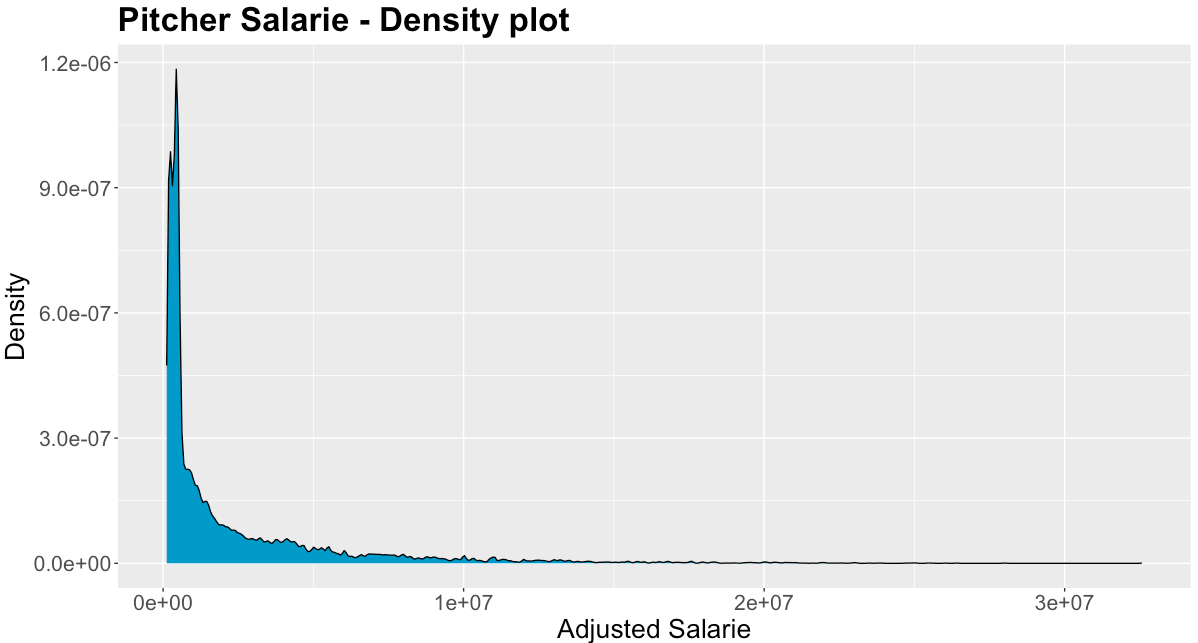 Pitcher Salarie - Density plot
1.2e-06
9.0e-07
6.0e-07
3.0e-07
0.0e+00
Density
0e+00 1e+07 2e+07 3e+07
Adjusted Salarie